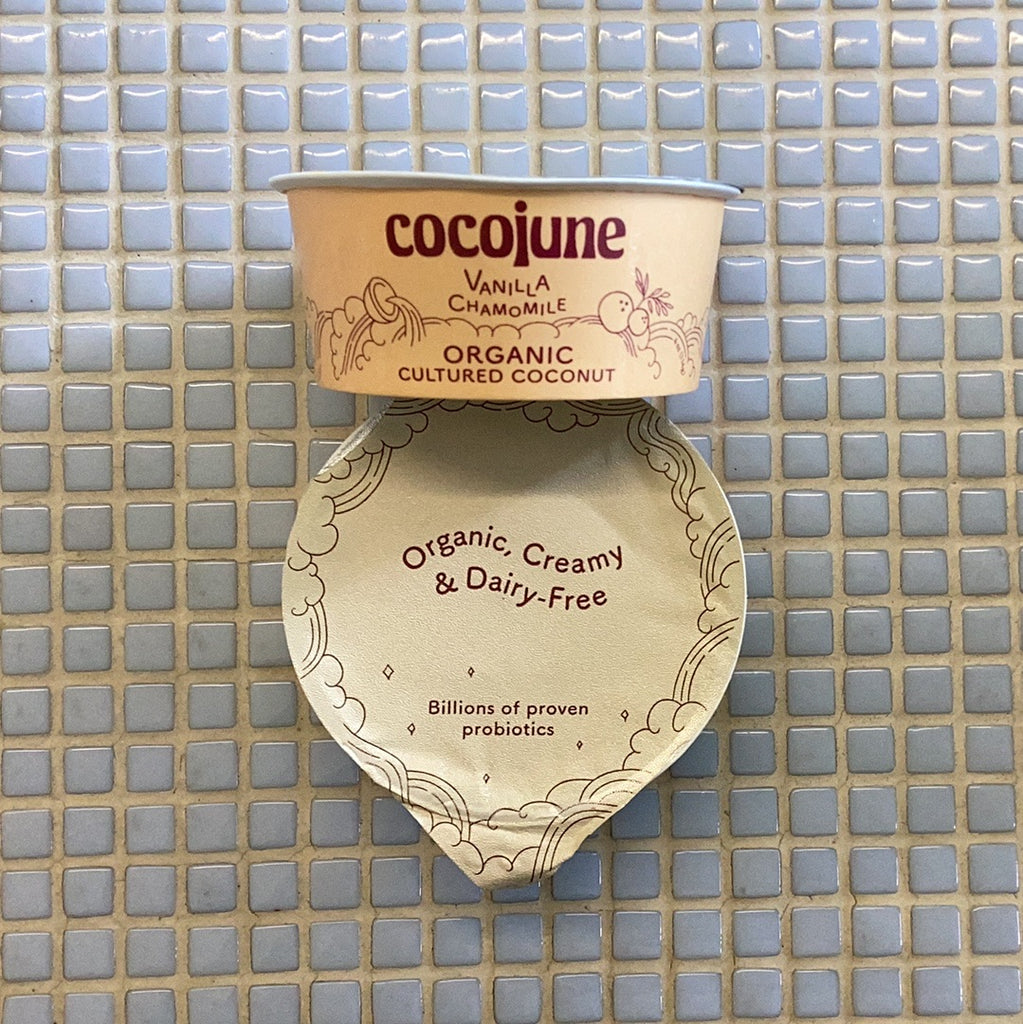 cocojune
VANILLA
CHAMOMILE
ORGANIC
CULTURED COCONUT
Organic, Creamy
& Dairy-Free
Billions of proven
probiotics